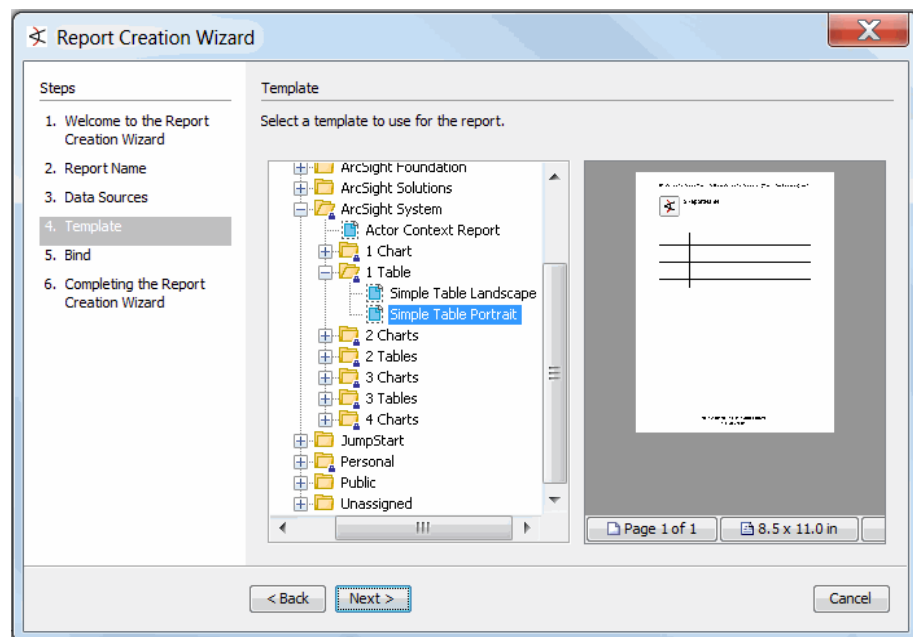 Report Creation Wizard
Steps
1. Welcome to the Report
Creation Wizard
2. Report Name
3. Data Sources
4. Template
5. Bind
6. Completing the Report
Creation Wizard
Template
Select a template to use for the report.
ArcSight Foundation
ArcSight Solutions
ArcSight System
Actor Context Report
1 Chart
1 Table
Simple Table Landscape
Simple Table Portrait
2 Charts
2 Tables
3 Charts
3 Tables
4 Charts
JumpStart
Personal
Public
Unassigned
Page 1 of 1
8.5 x 11.0 in
< Back
Next >
Cancel